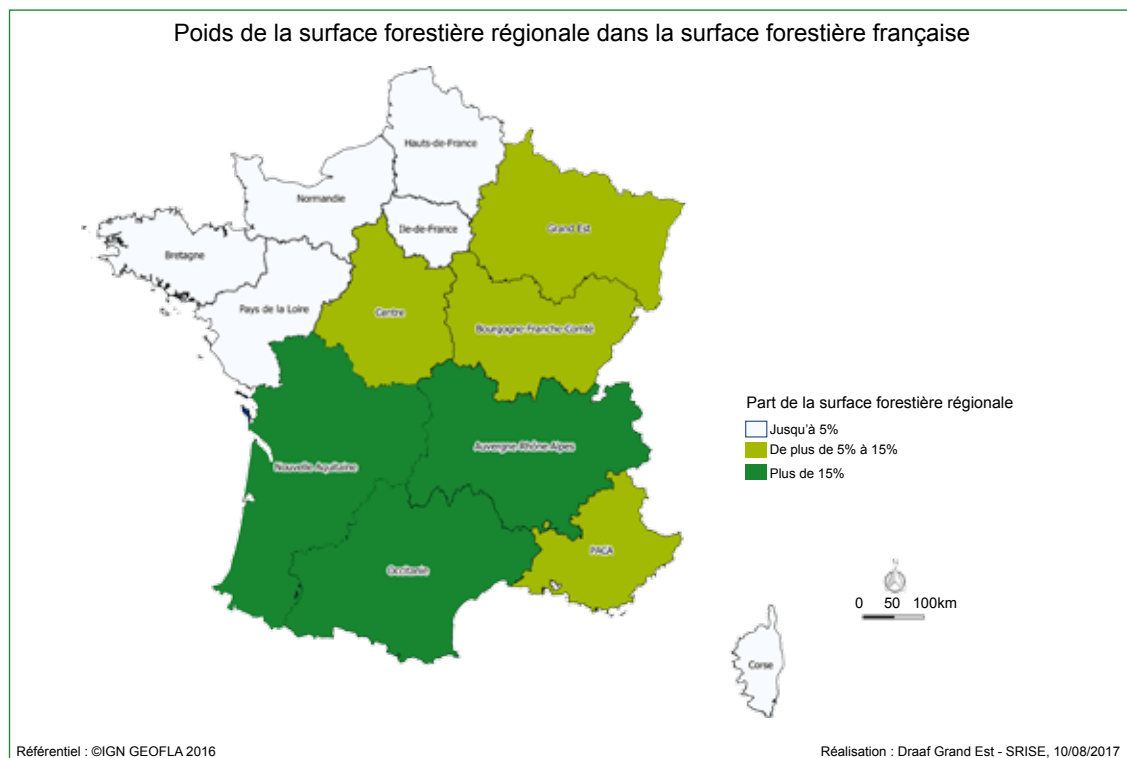 Poids de la surface forestière régionale dans la surface forestière française
Hauts-de-France
Normandie
Ile-de-France
Grand Est
Bretagne
Pays de la Loire
Centre
Bourgogne-Franche-Comté
Part de la surface forestière régionale
Jusqu'à 5%
De plus de 5% à 15%
Plus de 15%
Auvergne-Rhône-Alpes
Nouvelle Aquitaine
PACA
Occitanie
N
0 50 100km
Corse
Référentiel : ©IGN GEOFLA 2016
Réalisation : Draaf Grand Est - SRISE, 10/08/2017